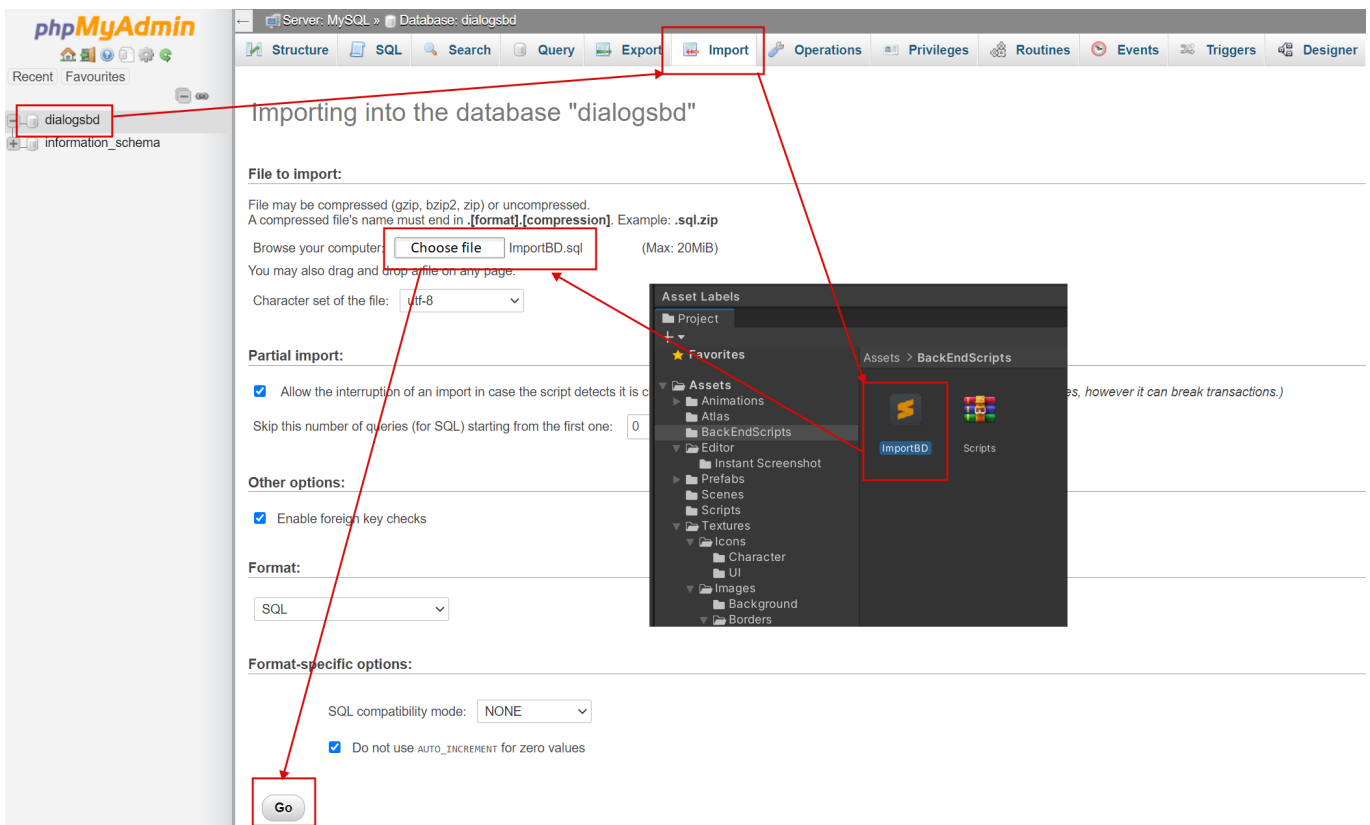 phpMyAdmin
Recent Favourites
dialogsbd
information_schema
Server: MySQL » Database: dialogsbd
Structure SQL Search Query Export Import Operations Privileges Routines Events Triggers Designer
Importing into the database "dialogsbd"
File to import:
File may be compressed (gzip, bzip2, zip) or uncompressed.
A compressed file's name must end in .[format].[compression]. Example: .sql.zip
Browse your computer: Choose file ImportBD.sql (Max: 20MiB)
You may also drag and drop a file on any page.
Character set of the file: utf-8
Partial import:
Allow the interruption of an import in case the script detects it is c
es, however it can break transactions.)
Skip this number of queries (for SQL) starting from the first one: 0
Other options:
Enable foreign key checks
Format:
SQL
Format-specific options:
SQL compatibility mode: NONE
Do not use AUTO_INCREMENT for zero values
Go
Asset Labels
Project
Favorites
Assets
Animations
Atlas
BackEndScripts
Editor
Instant Screenshot
Prefabs
Scenes
Scripts
Textures
Icons
Character
UI
Images
Background
Borders
Assets > BackEndScripts
ImportBD Scripts